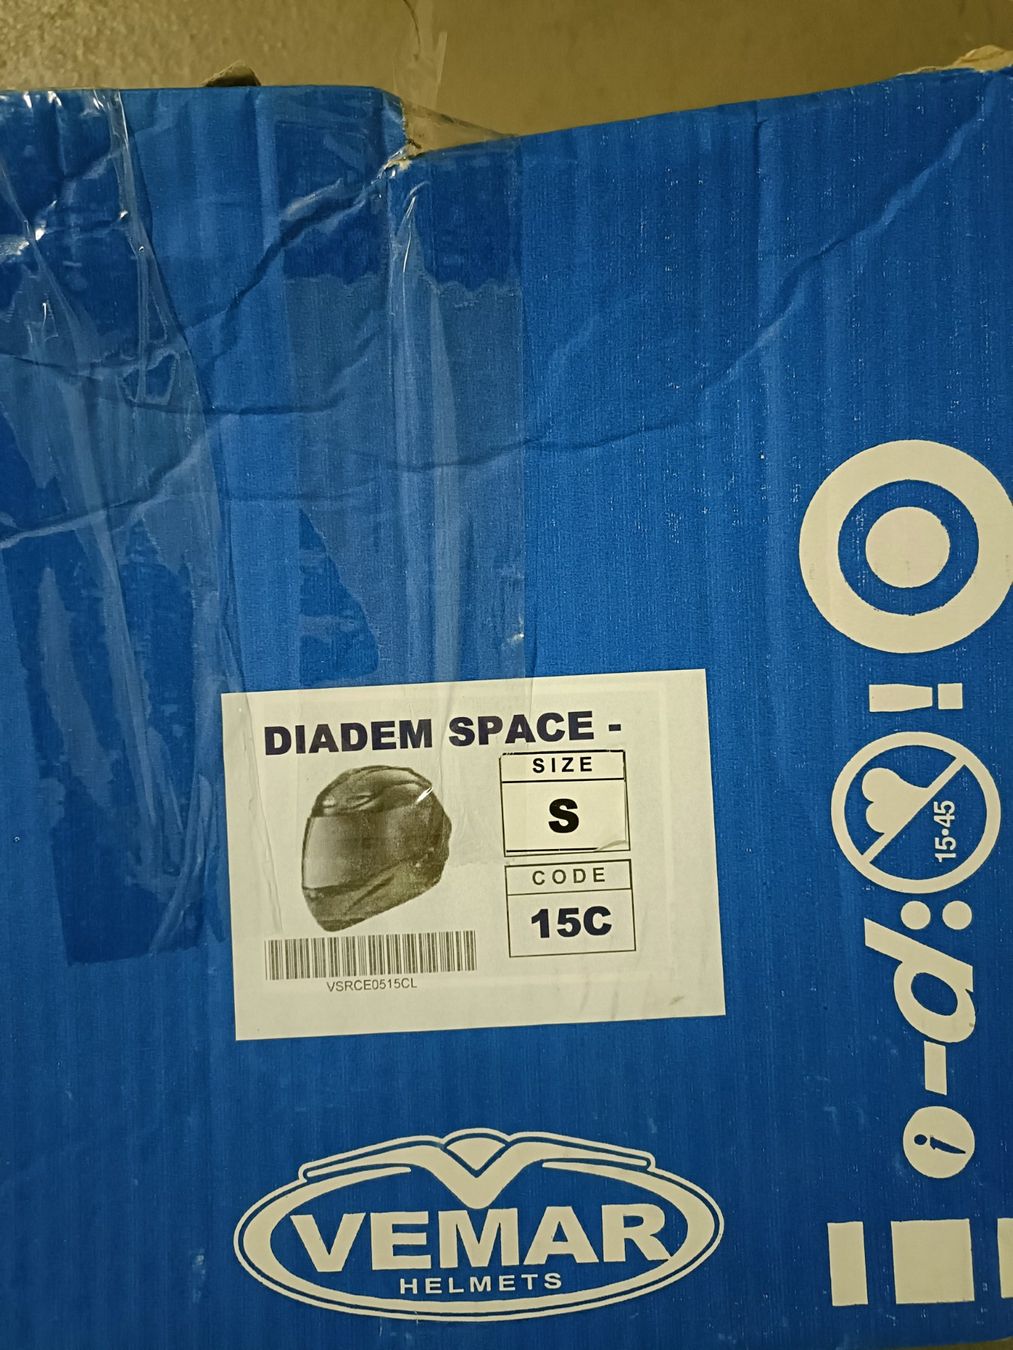 DIADEM SPACE -
SIZE
S
CODE
15C
VSRCE0515CL
VEMAR
HELMETS
15•45